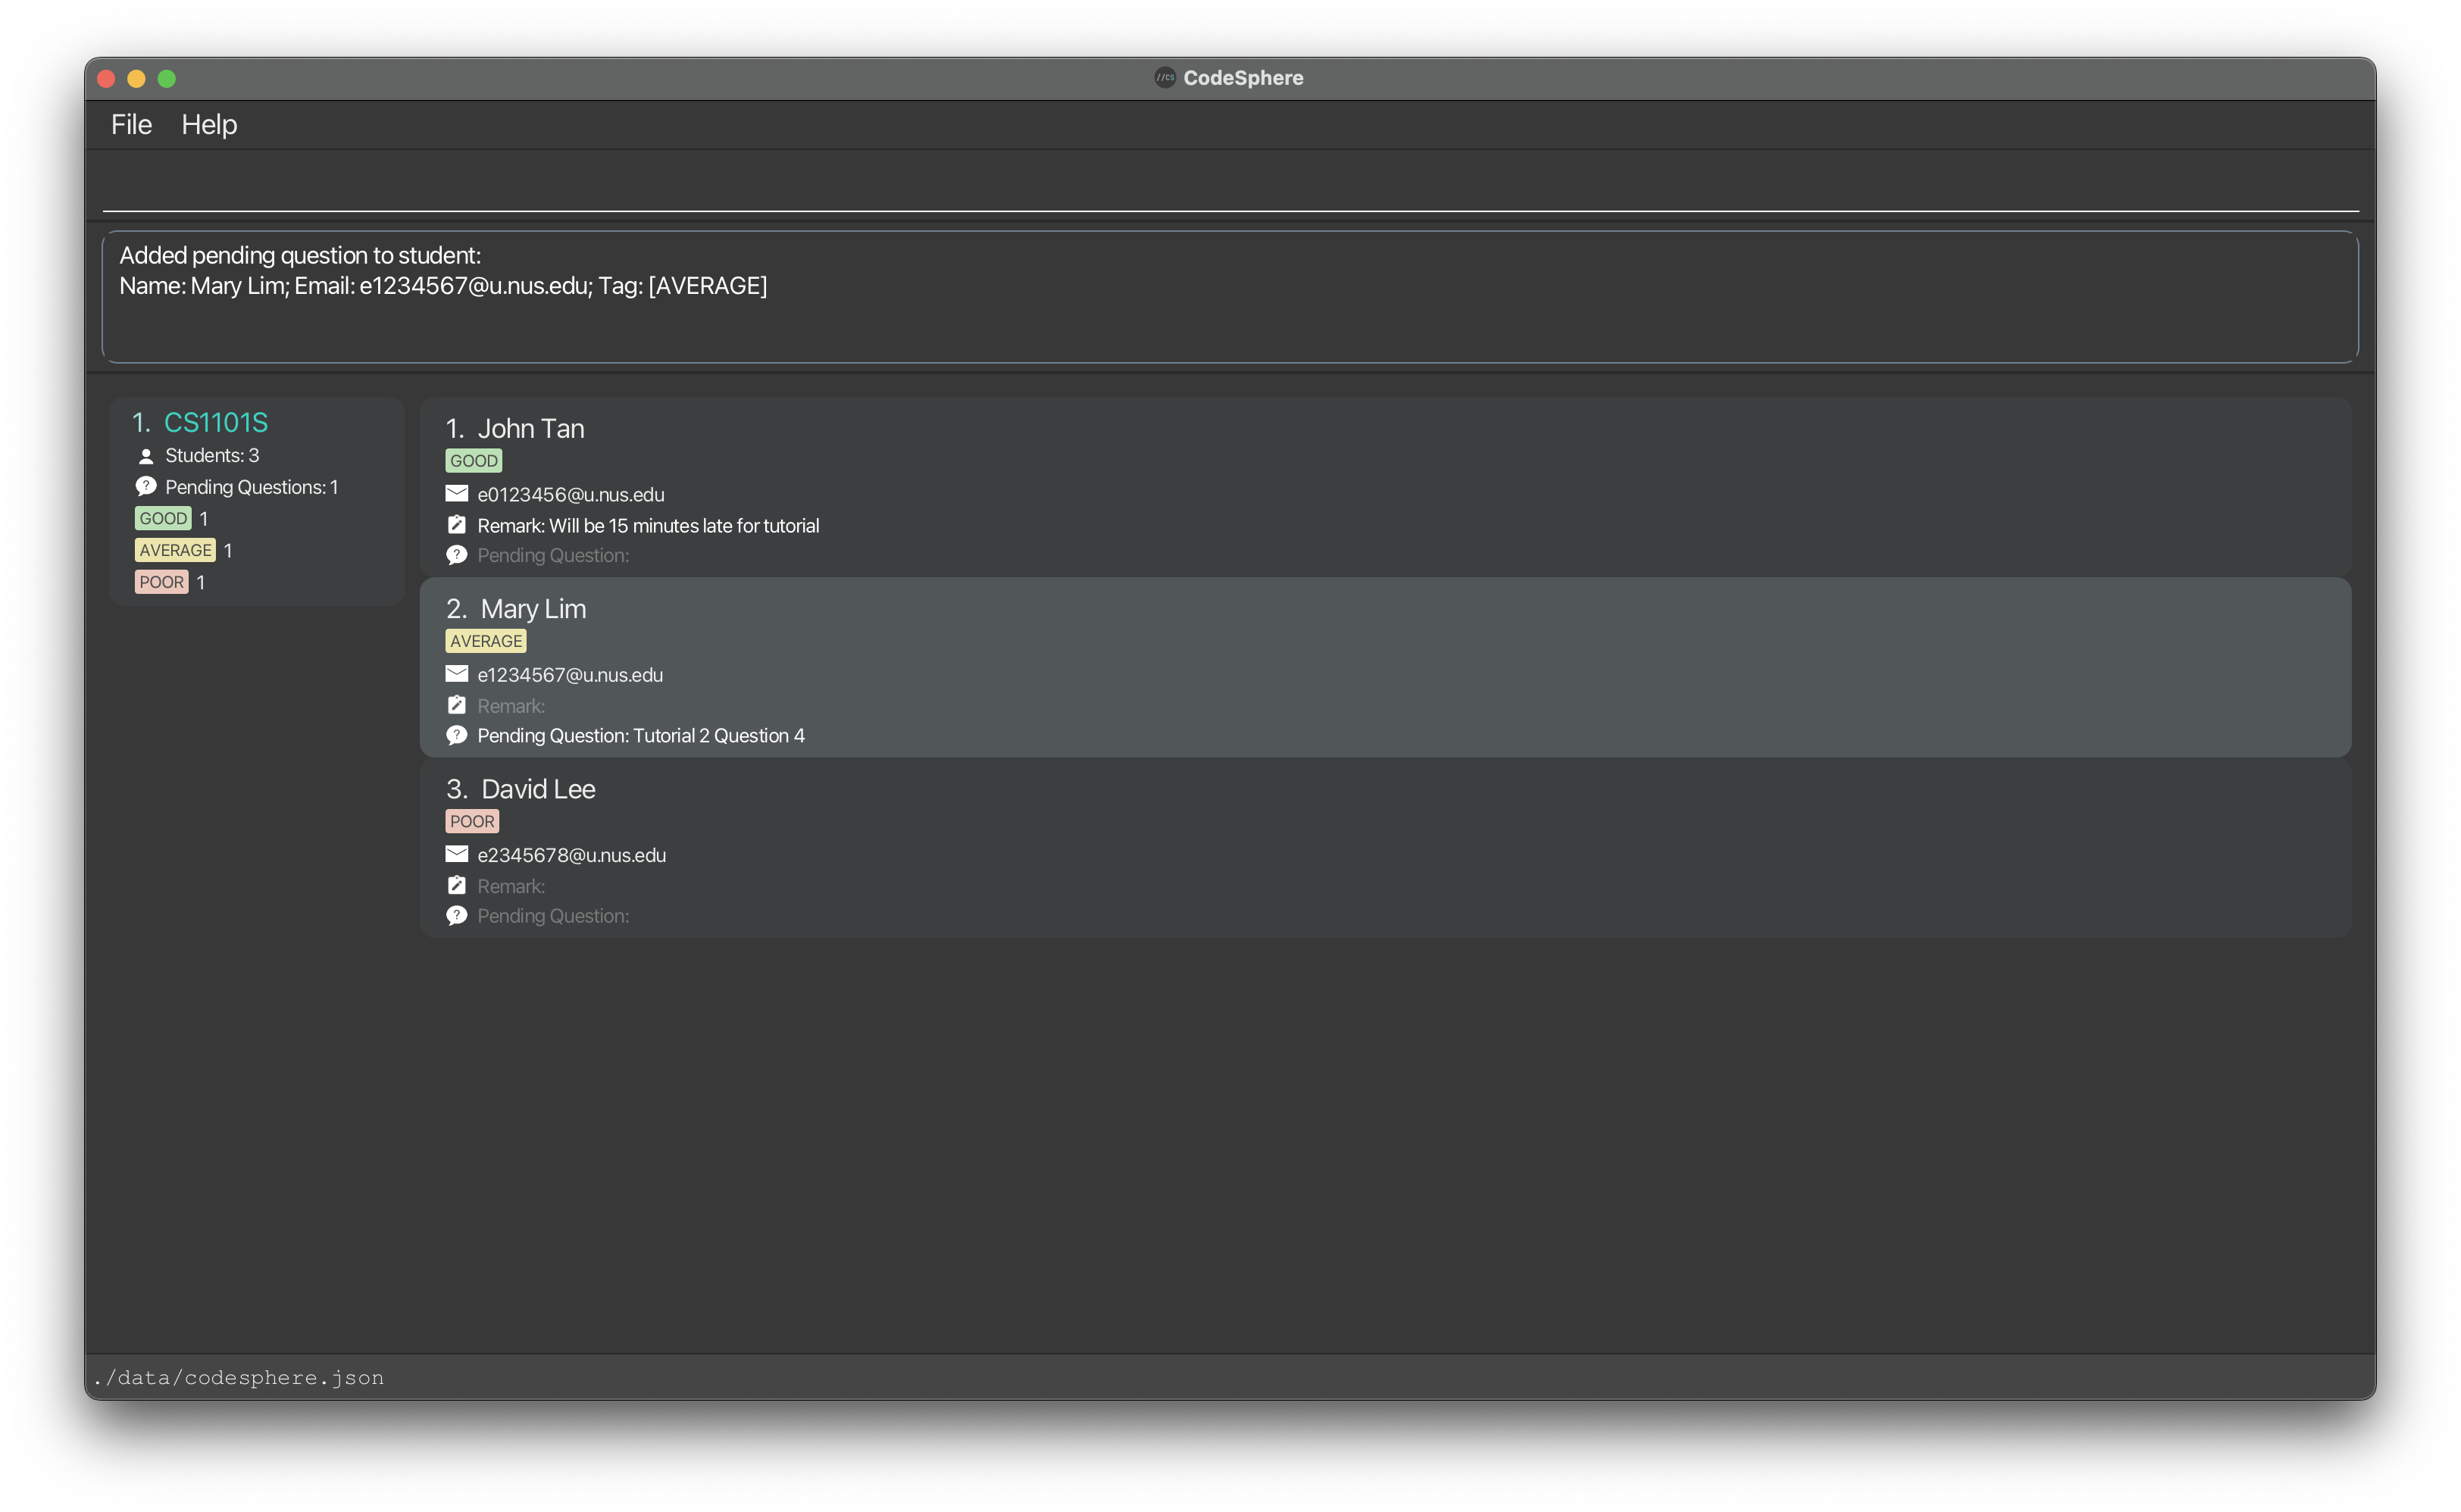 //CS CodeSphere
File Help
Added pending question to student:
Name: Mary Lim; Email: e1234567@u.nus.edu; Tag: [AVERAGE]
1. CS1101S
Students: 3
Pending Questions: 1
GOOD 1
AVERAGE 1
POOR 1
1. John Tan
GOOD
e0123456@u.nus.edu
Remark: Will be 15 minutes late for tutorial
Pending Question:
2. Mary Lim
AVERAGE
e1234567@u.nus.edu
Remark:
Pending Question: Tutorial 2 Question 4
3. David Lee
POOR
e2345678@u.nus.edu
Remark:
Pending Question:
./data/codesphere.json